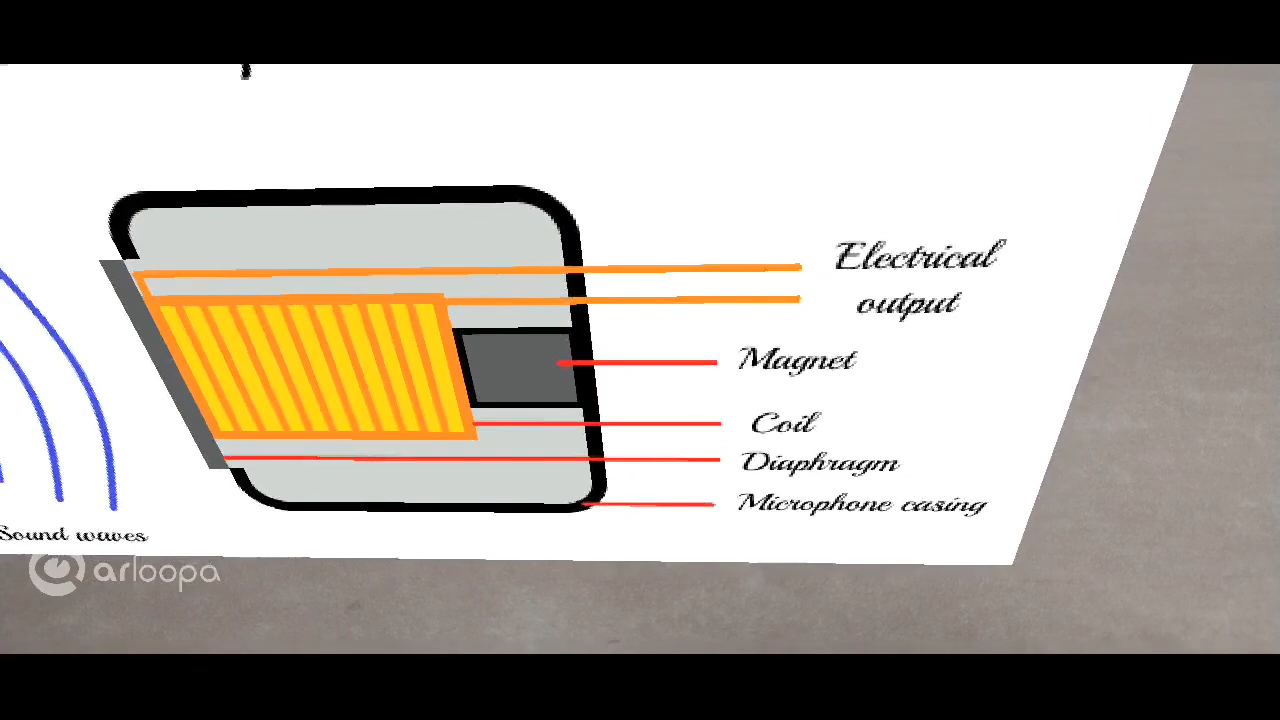 Electrical
output
Magnet
Coil
Diaphragm
Microphone casing
Sound waves
arloopa